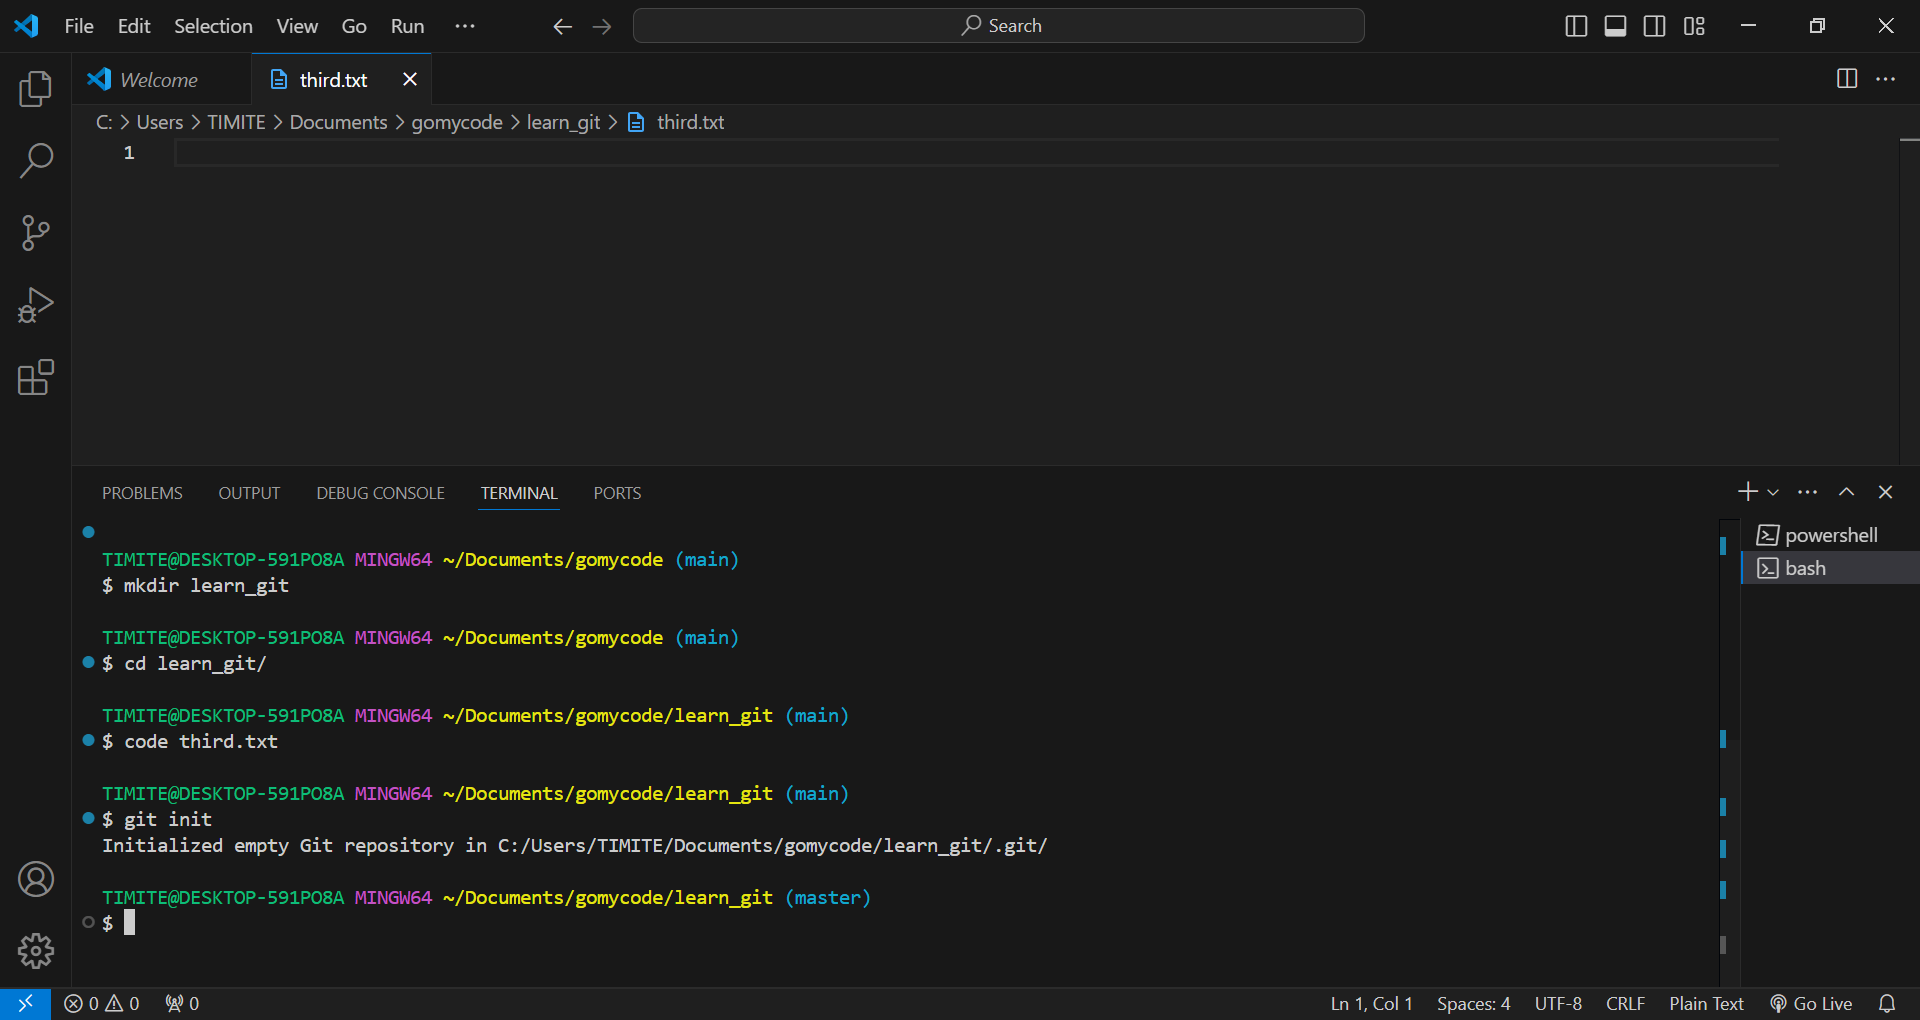 File Edit Selection View Go Run ··· Search
Welcome third.txt
C: > Users > TIMITE > Documents > gomycode > learn_git > third.txt
1
PROBLEMS OUTPUT DEBUG CONSOLE TERMINAL PORTS
powershell
bash
TIMITE@DESKTOP-591PO8A MINGW64 ~/Documents/gomycode (main)
$ mkdir learn_git
TIMITE@DESKTOP-591PO8A MINGW64 ~/Documents/gomycode (main)
$ cd learn_git/
TIMITE@DESKTOP-591PO8A MINGW64 ~/Documents/gomycode/learn_git (main)
$ code third.txt
TIMITE@DESKTOP-591PO8A MINGW64 ~/Documents/gomycode/learn_git (main)
$ git init
Initialized empty Git repository in C:/Users/TIMITE/Documents/gomycode/learn_git/.git/
TIMITE@DESKTOP-591PO8A MINGW64 ~/Documents/gomycode/learn_git (master)
$
0 0 0 Ln 1, Col 1 Spaces: 4 UTF-8 CRLF Plain Text Go Live